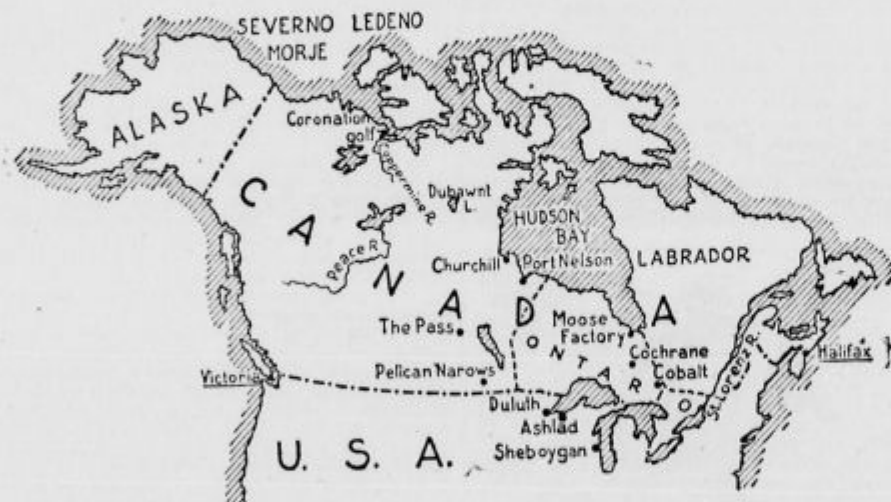 SEVERNO LEDENO
MORJE
ALASKA
Coronation
golf
Coppermine R.
Dubawnt
L.
HUDSON
BAY
LABRADOR
CANADA
Peace R.
Churchill
Port Nelson
The Pass
Moose
Factory
ONTARIO
Cochrane
Cobalt
St. Lorenz R.
Halifax
Victoria
Pelican Narows
Duluth
Ashlad
Sheboygan
U. S. A.